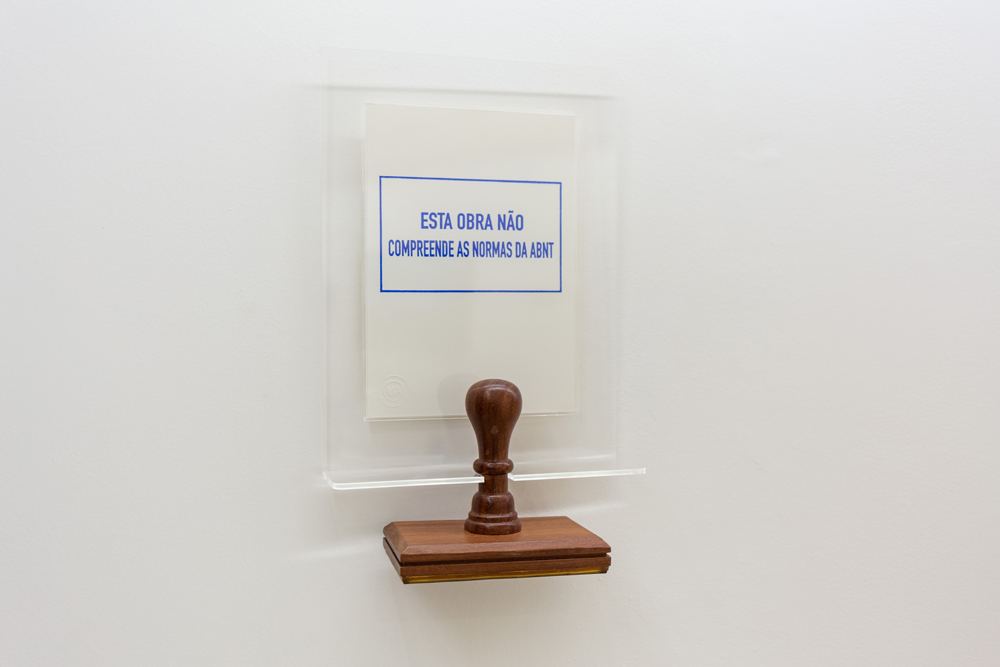 ESTA OBRA NÃO
COMPREENDE AS NORMAS DA ABNT